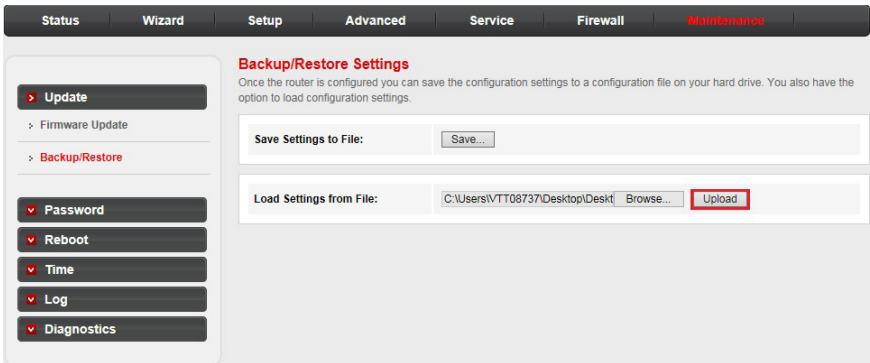 Status Wizard Setup Advanced Service Firewall Maintenance
Backup/Restore Settings
Once the router is configured you can save the configuration settings to a configuration file on your hard drive. You also have the
option to load configuration settings.
Update
Firmware Update
Backup/Restore
Save Settings to File: Save...
Load Settings from File: C:\Users\VTT08737\Desktop\Deskt Browse... Upload
Password
Reboot
Time
Log
Diagnostics